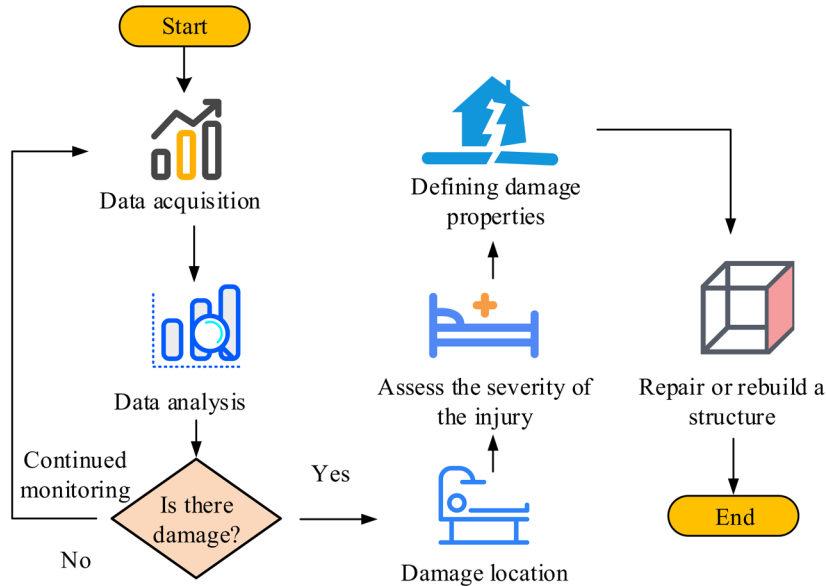 Start
Data acquisition
Data analysis
Continued
monitoring
Is there
damage?
No
Yes
Damage location
Assess the severity of
the injury
Defining damage
properties
Repair or rebuild a
structure
End